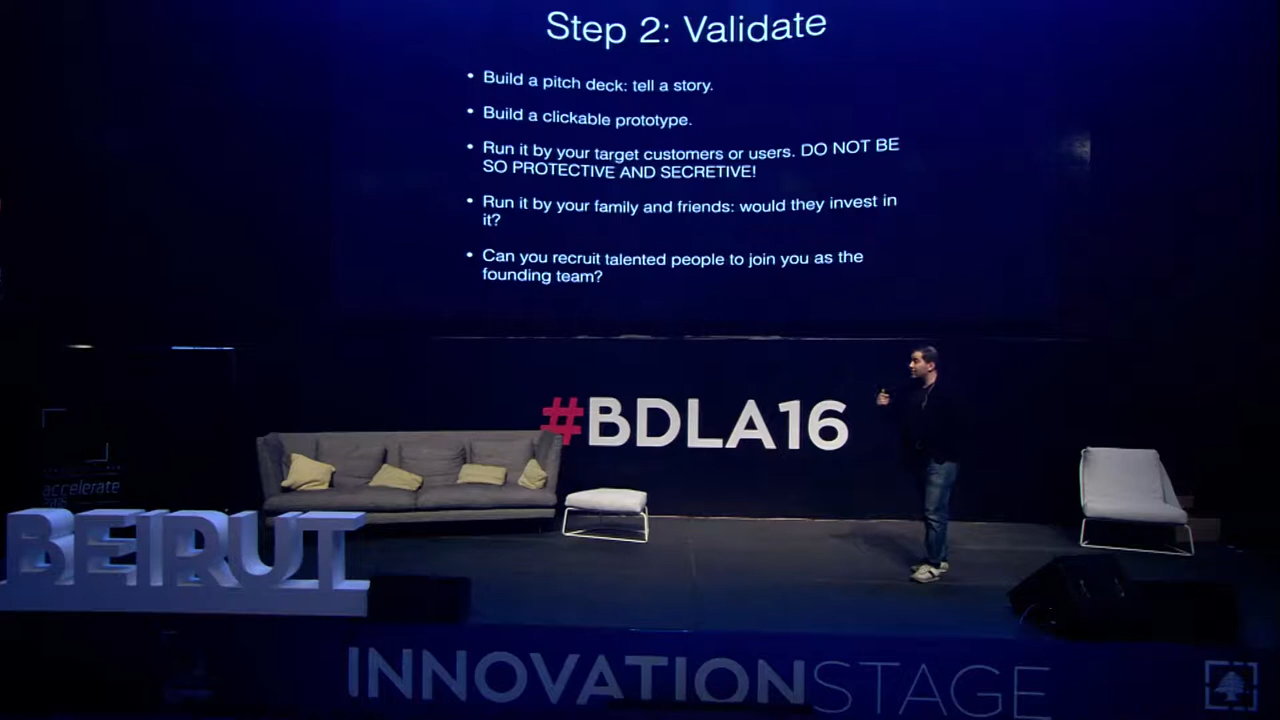 Step 2: Validate
• Build a pitch deck: tell a story.
• Build a clickable prototype.
• Run it by your target customers or users. DO NOT BE
SO PROTECTIVE AND SECRETIVE!
• Run it by your family and friends: would they invest in
it?
• Can you recruit talented people to join you as the
founding team?
#BDLA16
accelerate
BEIRUT
INNOVATIONSTAGE